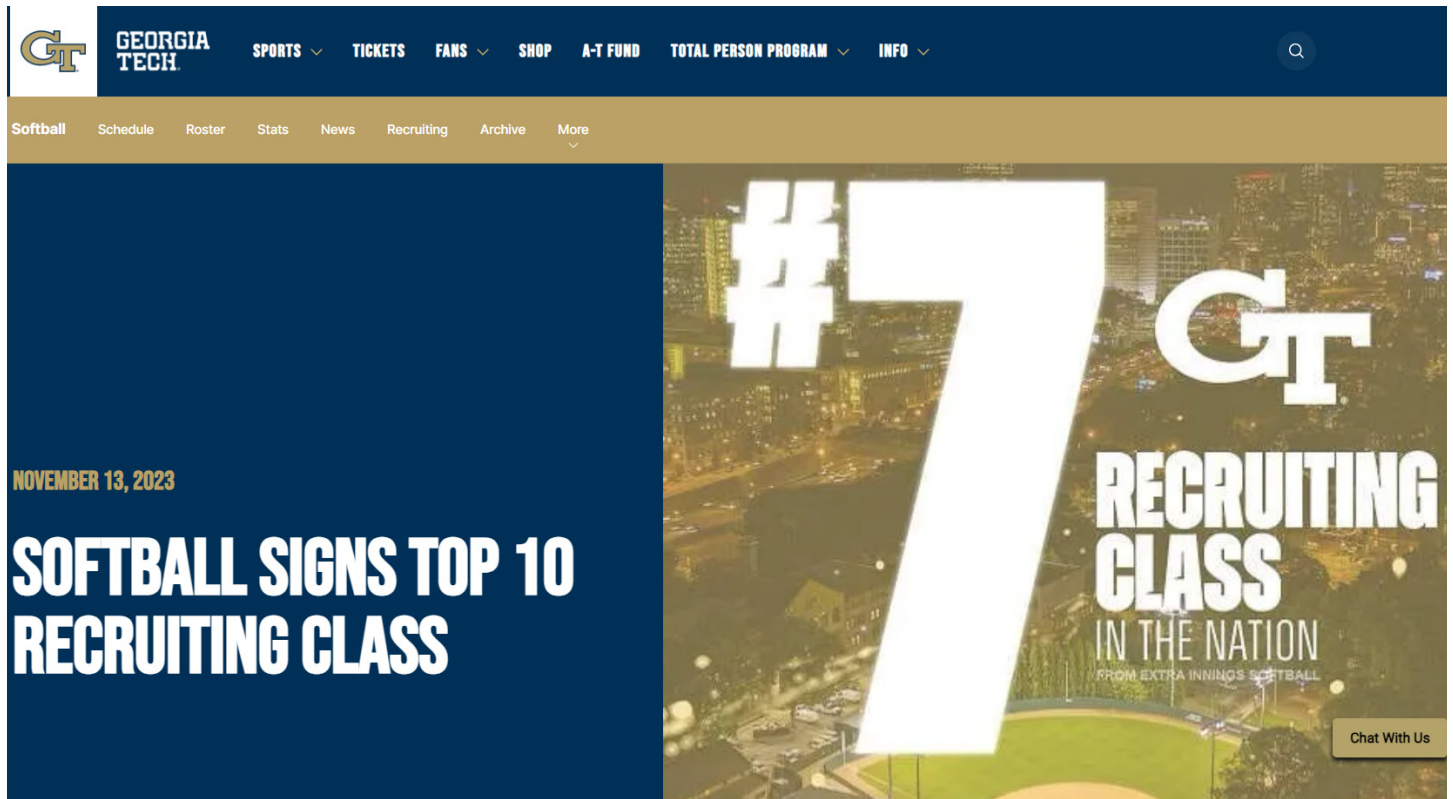 GT GEORGIA TECH SPORTS TICKETS FANS SHOP A-T FUND TOTAL PERSON PROGRAM INFO
Softball Schedule Roster Stats News Recruiting Archive More
NOVEMBER 13, 2023
SOFTBALL SIGNS TOP 10
RECRUITING CLASS
#7
GT
RECRUITING
CLASS
IN THE NATION
FROM EXTRA INNINGS SOFTBALL
Chat With Us